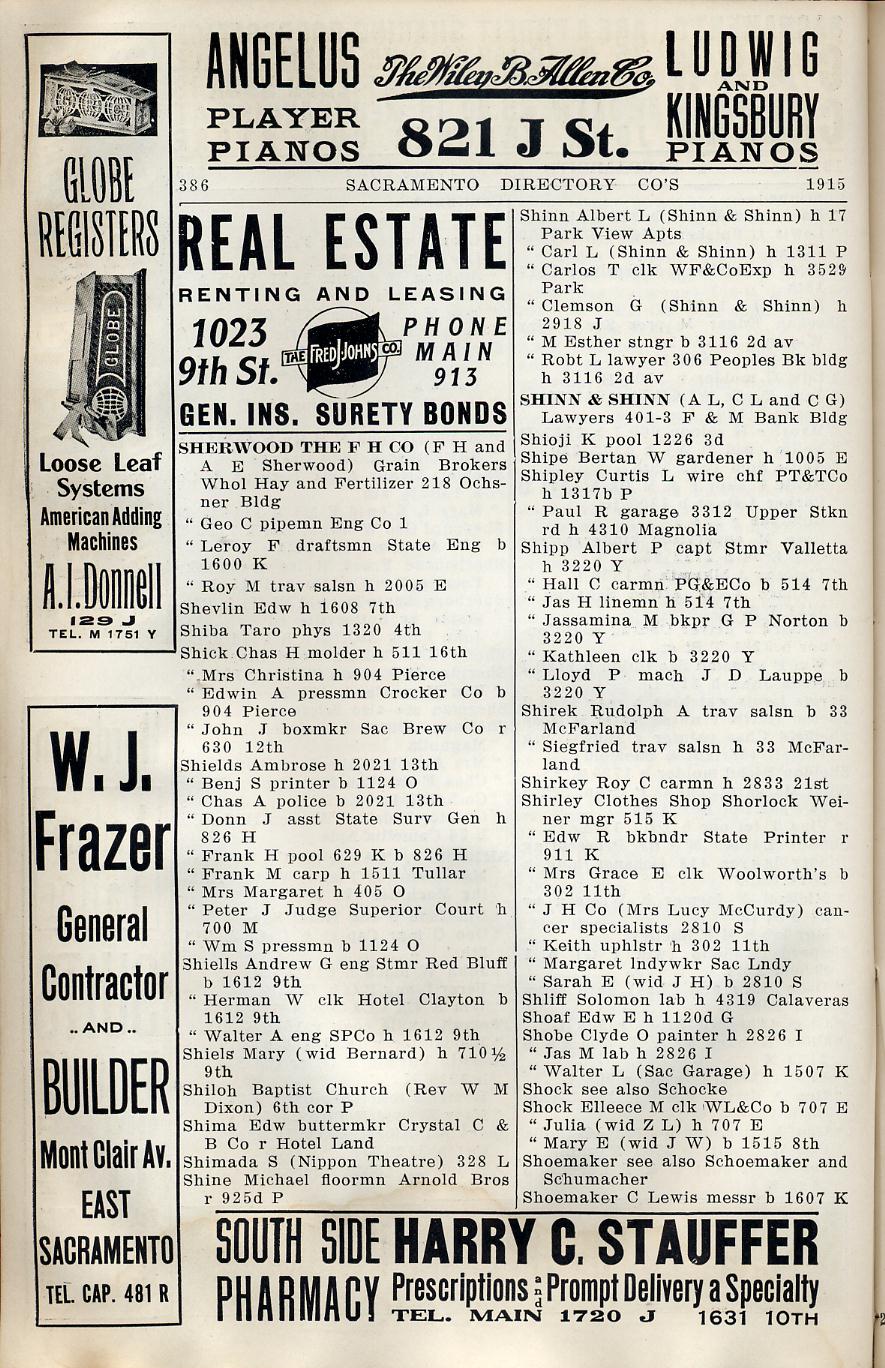 ANGELUS
PLAYER
PIANOS
The Wiley B. Allen Co.
821 J St.
LUDWIG
AND
KINGSBURY
PIANOS
386 SACRAMENTO DIRECTORY CO'S 1915
GLOBE
REGISTERS
GLOBE
Loose Leaf
Systems
American Adding
Machines
A.I. Donnell
129 J
TEL. M 1751 Y
W. J.
Frazer
General
Contractor
.. AND ..
BUILDER
Mont Clair Av.
EAST
SACRAMENTO
TEL. CAP. 481 R
REAL ESTATE
RENTING AND LEASING
1023
9th St.
THE FRED J. JOHNS CO.
PHONE
MAIN
913
GEN. INS. SURETY BONDS
SHERWOOD THE F H CO (F H and
A E Sherwood) Grain Brokers
Whol Hay and Fertilizer 218 Ochs-
ner Bldg
" Geo C pipemn Eng Co 1
" Leroy F draftsmn State Eng b
1600 K
" Roy M trav salsn h 2005 E
Shevlin Edw h 1608 7th
Shiba Taro phys 1320 4th
Shick Chas H molder h 511 16th
" Mrs Christina h 904 Pierce
" Edwin A pressmn Crocker Co b
904 Pierce
" John J boxmkr Sac Brew Co r
630 12th
Shields Ambrose h 2021 13th
" Benj S printer b 1124 O
" Chas A police b 2021 13th
" Donn J asst State Surv Gen h
826 H
" Frank H pool 629 K b 826 H
" Frank M carp h 1511 Tullar
" Mrs Margaret h 405 O
" Peter J Judge Superior Court h
700 M
" Wm S pressmn b 1124 O
Shiells Andrew G eng Stmr Red Bluff
b 1612 9th
" Herman W clk Hotel Clayton b
1612 9th
" Walter A eng SPCo h 1612 9th
Shiels Mary (wid Bernard) h 710½
9th
Shiloh Baptist Church (Rev W M
Dixon) 6th cor P
Shima Edw buttermkr Crystal C &
B Co r Hotel Land
Shimada S (Nippon Theatre) 328 L
Shine Michael floormn Arnold Bros
r 925d P
Shinn Albert L (Shinn & Shinn) h 17
Park View Apts
" Carl L (Shinn & Shinn) h 1311 P
" Carlos T clk WF&CoExp h 3529
Park
" Clemson G (Shinn & Shinn) h
2918 J
" M Esther stngr b 3116 2d av
" Robt L lawyer 306 Peoples Bk bldg
h 3116 2d av
SHINN & SHINN (A L, C L and C G)
Lawyers 401-3 F & M Bank Bldg
Shioji K pool 1226 3d
Shipe Bertan W gardener h 1005 E
Shipley Curtis L wire chf PT&TCo
h 1317b P
" Paul R garage 3312 Upper Stkn
rd h 4310 Magnolia
Shipp Albert P capt Stmr Valletta
h 3220 Y
" Hall C carmn PG&ECo b 514 7th
" Jas H linemn h 514 7th
" Jassamina M bkpr G P Norton b
3220 Y
" Kathleen clk b 3220 Y
" Lloyd P mach J D Lauppe b
3220 Y
Shirek Rudolph A trav salsn b 33
McFarland
" Siegfried trav salsn h 33 McFar-
land
Shirkey Roy C carmn h 2833 21st
Shirley Clothes Shop Shorlock Wei-
ner mgr 515 K
" Edw R bkbndr State Printer r
911 K
" Mrs Grace E clk Woolworth's b
302 11th
" J H Co (Mrs Lucy McCurdy) can-
cer specialists 2810 S
" Keith uphlstr h 302 11th
" Margaret lndywkr Sac Lndy
" Sarah E (wid J H) b 2810 S
Shliff Solomon lab h 4319 Calaveras
Shoaf Edw E h 1120d G
Shobe Clyde O painter h 2826 I
" Jas M lab h 2826 I
" Walter L (Sac Garage) h 1507 K
Shock see also Schocke
Shock Elleece M clk WL&Co b 707 E
" Julia (wid Z L) h 707 E
" Mary E (wid J W) b 1515 8th
Shoemaker see also Schoemaker and
Schumacher
Shoemaker C Lewis messr b 1607 K
SOUTH SIDE
PHARMACY
HARRY C. STAUFFER
Prescriptions and Prompt Delivery a Specialty
TEL. MAIN 1720 J 1631 10TH